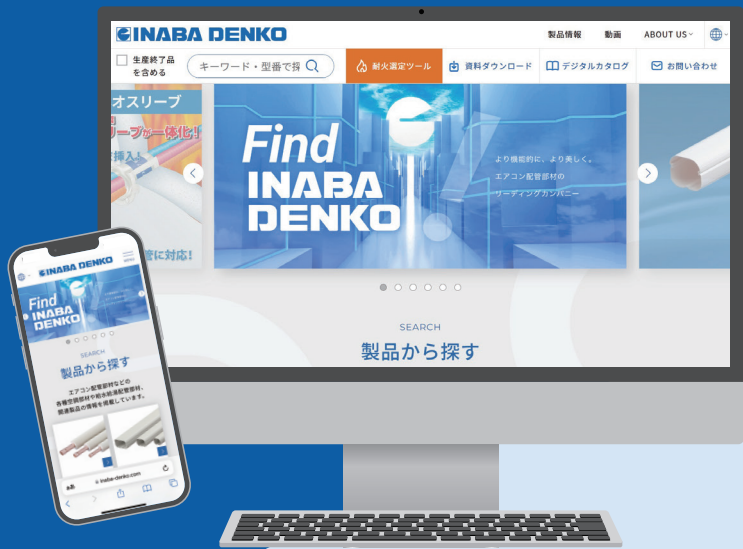 INABA DENKO
製品情報 動画 ABOUT US
生産終了品
を含める
キーワード・型番で探
耐火選定ツール
資料ダウンロード
デジタルカタログ
お問い合わせ
オスリーブ
リーブが一体化!
挿入!
管に対応!
Find
INABA
DENKO
より機能的に、より美しく。
エアコン配管部材の
リーディングカンパニー
SEARCH
製品から探す
INABA DENKO
MENU
Find
INABA
DENKO
SEARCH
製品から探す
エアコン配管部材などの
各種空調部材や給水給湯配管部材、
関連製品の情報を掲載しています。
ぁあ inaba-denko.com